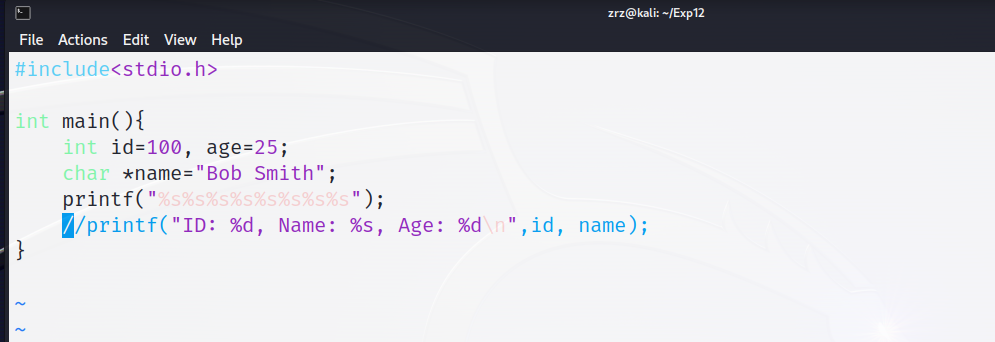 zrz@kali: ~/Exp12
File Actions Edit View Help
#include<stdio.h>
int main(){
    int id=100, age=25;
    char *name="Bob Smith";
    printf("%s%s%s%s%s%s%s%s");
    //printf("ID: %d, Name: %s, Age: %d\n",id, name);
}
~
~